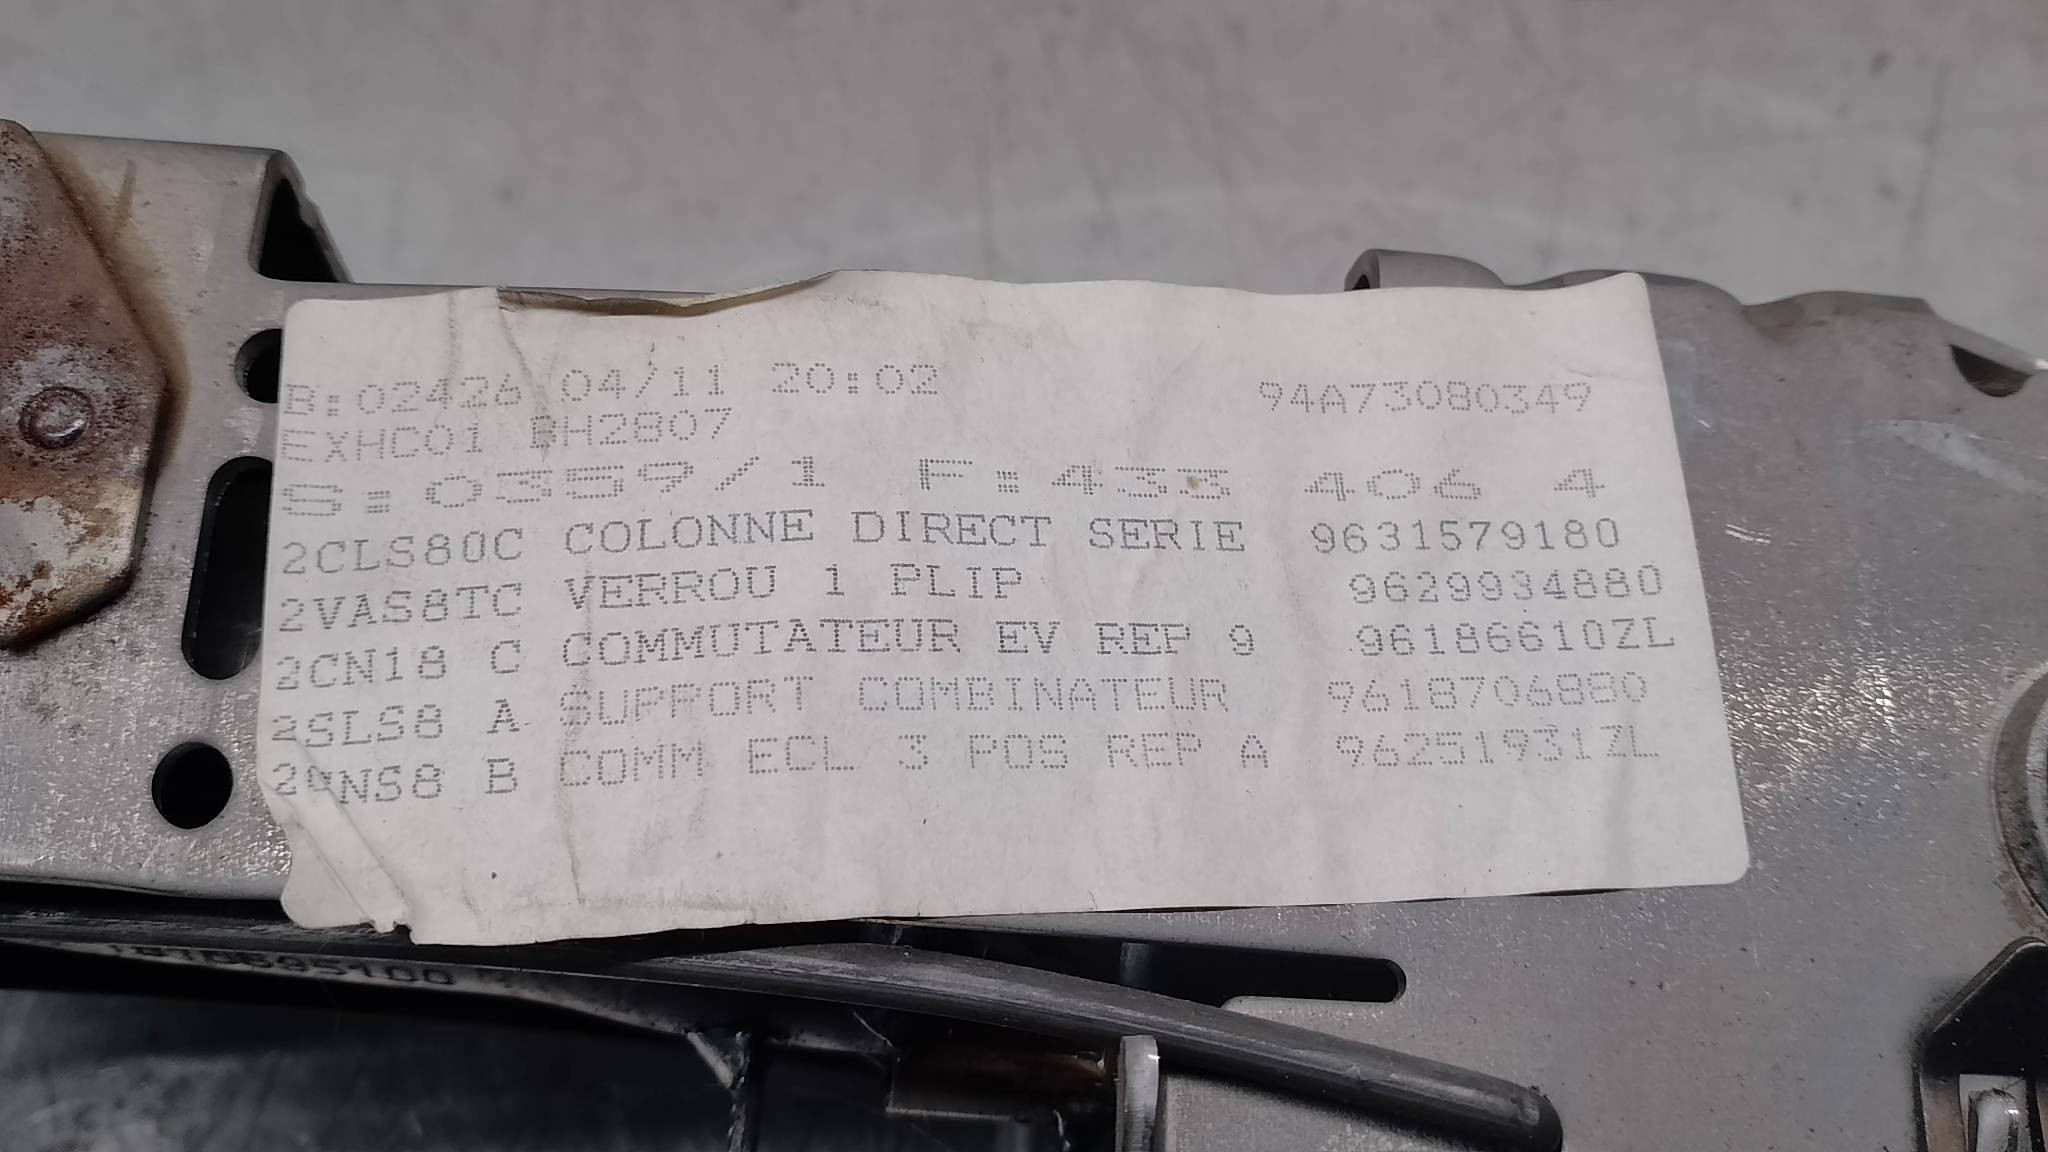 B:02426 04/11 20:02 94A73080349
EXHC01 BH2807
S:0359/1 F:433 406 4
2CLS80C COLONNE DIRECT SERIE 9631579180
2VAS8TC VERROU 1 PLIP 9629934880
2CN18 C COMMUTATEUR EV REP 9 96186610ZL
2SLS8 A SUPPORT COMBINATEUR 9618706880
2CNS8 B COMM ECL 3 POS REP A 96251931ZL